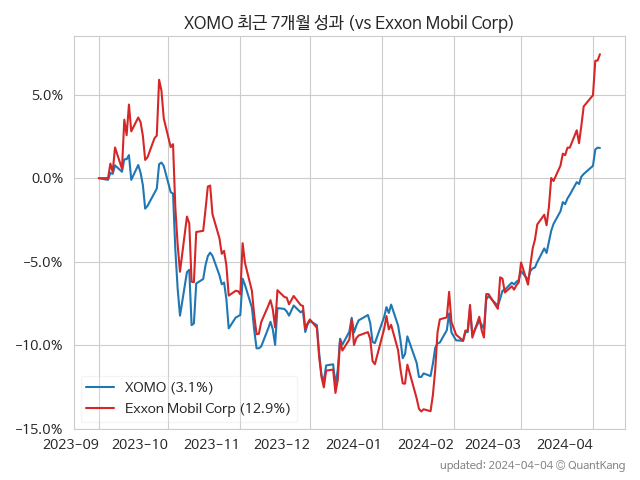 XOMO 최근 7개월 성과 (vs Exxon Mobil Corp)
5.0%
0.0%
−5.0%
−10.0%
−15.0%
XOMO (3.1%)
Exxon Mobil Corp (12.9%)
2023-09 2023-10 2023-11 2023-12 2024-01 2024-02 2024-03 2024-04
updated: 2024-04-04 © QuantKang